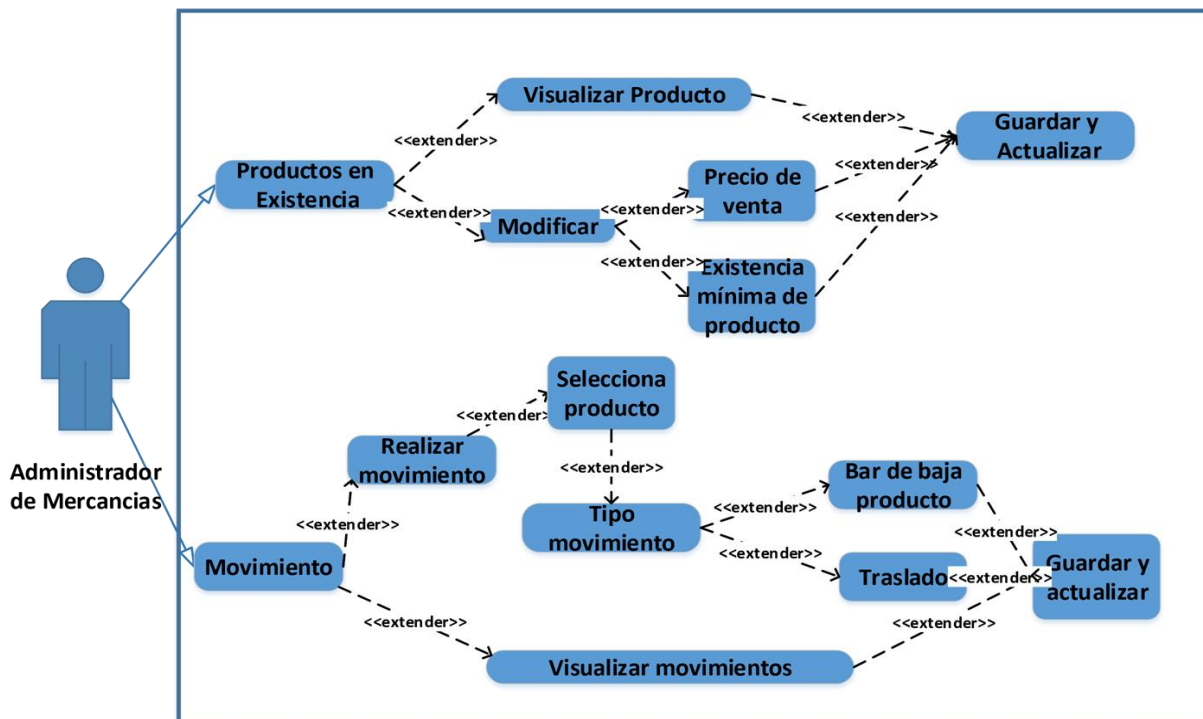 Visualizar Producto
<<extender>>
<<extender>>
Guardar y
Actualizar
Productos en
Existencia
Precio de
venta
<<extender>>
<<extender>>
<<extender>>
Modificar
<<extender>>
<<extender>>
Existencia
mínima de
producto
Selecciona
producto
<<extender>>
Realizar
movimiento
<<extender>>
Administrador
de Mercancias
Bar de baja
producto
<<extender>>
<<extender>>
Tipo
movimiento
<<extender>>
<<extender>>
Movimiento
Traslado
<<extender>>
Guardar y
actualizar
<<extender>>
<<extender>>
Visualizar movimientos